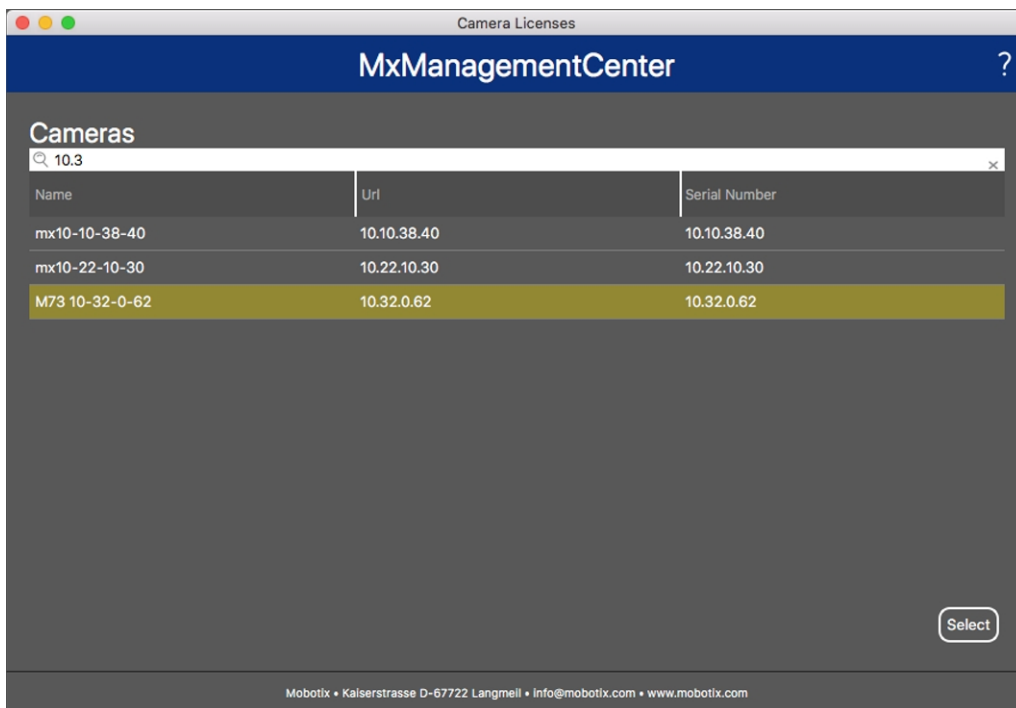 Camera Licenses
MxManagementCenter ?
Cameras
10.3 ×
Name Url Serial Number
mx10-10-38-40 10.10.38.40 10.10.38.40
mx10-22-10-30 10.22.10.30 10.22.10.30
M73 10-32-0-62 10.32.0.62 10.32.0.62
Select
Mobotix • Kaiserstrasse D-67722 Langmeil • info@mobotix.com • www.mobotix.com